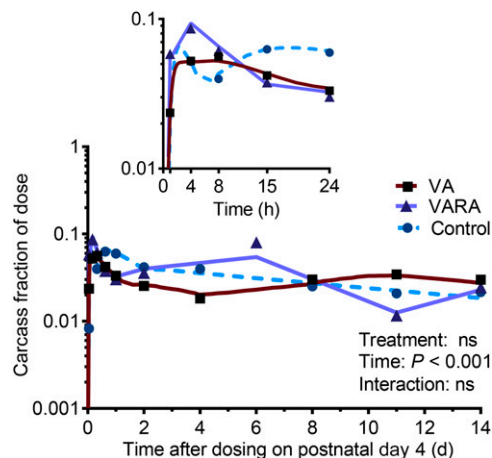 0.1
0.01
0 4 8 15 24
Time (h)
VA
VARA
Control
Carcass fraction of dose
1
0.1
0.01
0.001
Treatment: ns
Time: P < 0.001
Interaction: ns
0 2 4 6 8 10 12 14
Time after dosing on postnatal day 4 (d)